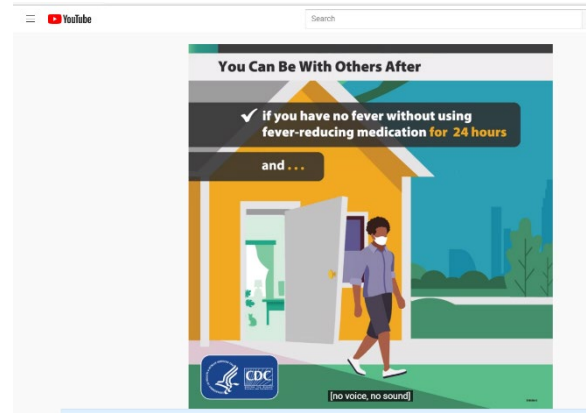 YouTube
Search
You Can Be With Others After
if you have no fever without using
fever-reducing medication for 24 hours
and . . .
CDC
[no voice, no sound]